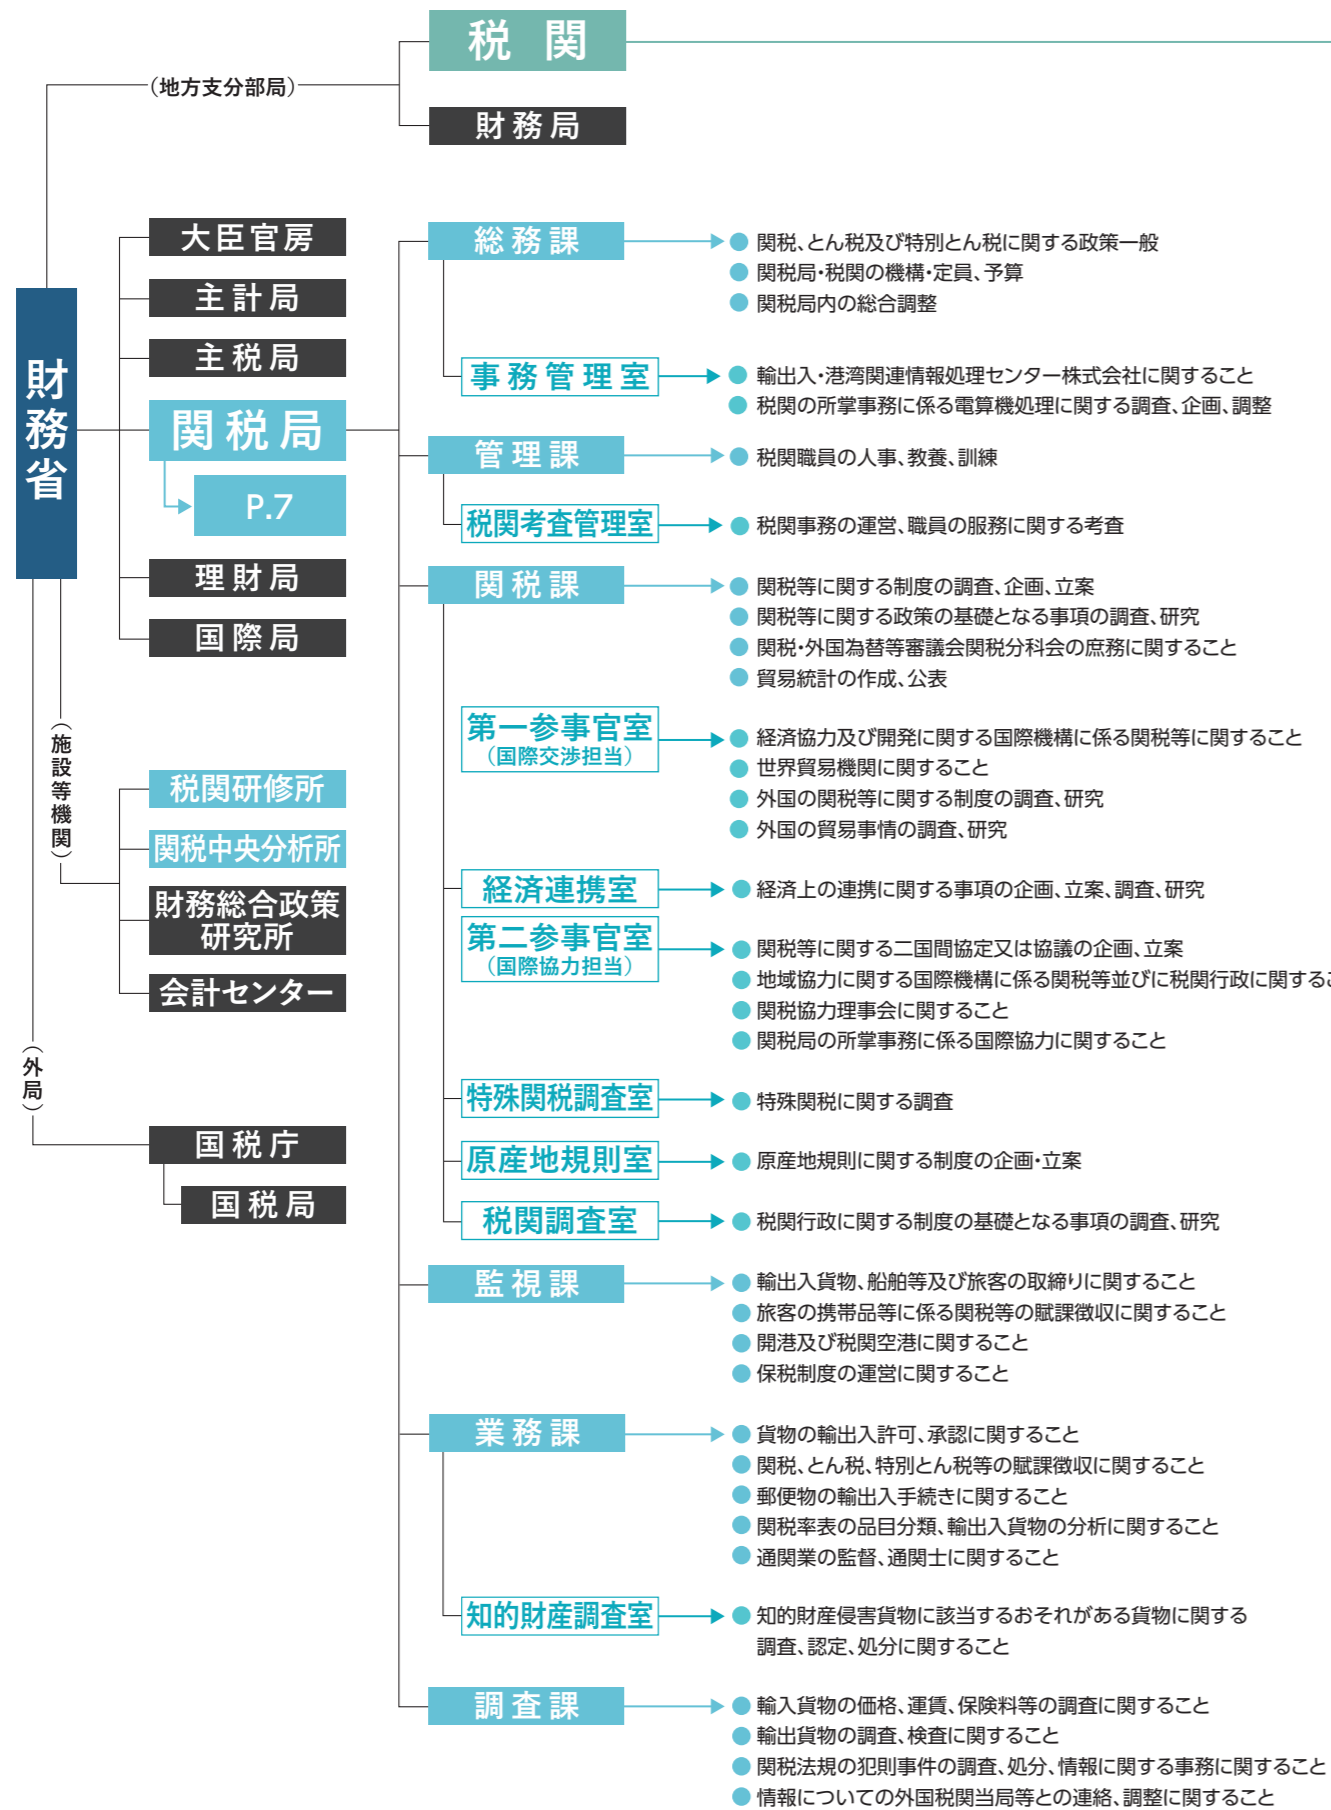 税関
(地方支分部局)
財務局
財務省
大臣官房
主計局
主税局
関税局
P.7
理財局
国際局
(施設等機関)
税関研修所
関税中央分析所
財務総合政策
研究所
会計センター
(外局)
国税庁
国税局
総務課
● 関税、とん税及び特別とん税に関する政策一般
● 関税局・税関の機構・定員、予算
● 関税局内の総合調整
事務管理室
● 輸出入・港湾関連情報処理センター株式会社に関すること
● 税関の所掌事務に係る電算機処理に関する調査、企画、調整
管理課
● 税関職員の人事、教養、訓練
税関考査管理室
● 税関事務の運営、職員の服務に関する考査
関税課
● 関税等に関する制度の調査、企画、立案
● 関税等に関する政策の基礎となる事項の調査、研究
● 関税・外国為替等審議会関税分科会の庶務に関すること
● 貿易統計の作成、公表
第一参事官室
(国際交渉担当)
● 経済協力及び開発に関する国際機構に係る関税等に関すること
● 世界貿易機関に関すること
● 外国の関税等に関する制度の調査、研究
● 外国の貿易事情の調査、研究
経済連携室
● 経済上の連携に関する事項の企画、立案、調査、研究
第二参事官室
(国際協力担当)
● 関税等に関する二国間協定又は協議の企画、立案
● 地域協力に関する国際機構に係る関税等並びに税関行政に関するこ
● 関税協力理事会に関すること
● 関税局の所掌事務に係る国際協力に関すること
特殊関税調査室
● 特殊関税に関する調査
原産地規則室
● 原産地規則に関する制度の企画・立案
税関調査室
● 税関行政に関する制度の基礎となる事項の調査、研究
監視課
● 輸出入貨物、船舶等及び旅客の取締りに関すること
● 旅客の携帯品等に係る関税等の賦課徴収に関すること
● 開港及び税関空港に関すること
● 保税制度の運営に関すること
業務課
● 貨物の輸出入許可、承認に関すること
● 関税、とん税、特別とん税等の賦課徴収に関すること
● 郵便物の輸出入手続きに関すること
● 関税率表の品目分類、輸出入貨物の分析に関すること
● 通関業の監督、通関士に関すること
知的財産調査室
● 知的財産侵害貨物に該当するおそれがある貨物に関する
調査、認定、処分に関すること
調査課
● 輸入貨物の価格、運賃、保険料等の調査に関すること
● 輸出貨物の調査、検査に関すること
● 関税法規の犯則事件の調査、処分、情報に関する事務に関すること
● 情報についての外国税関当局等との連絡、調整に関すること